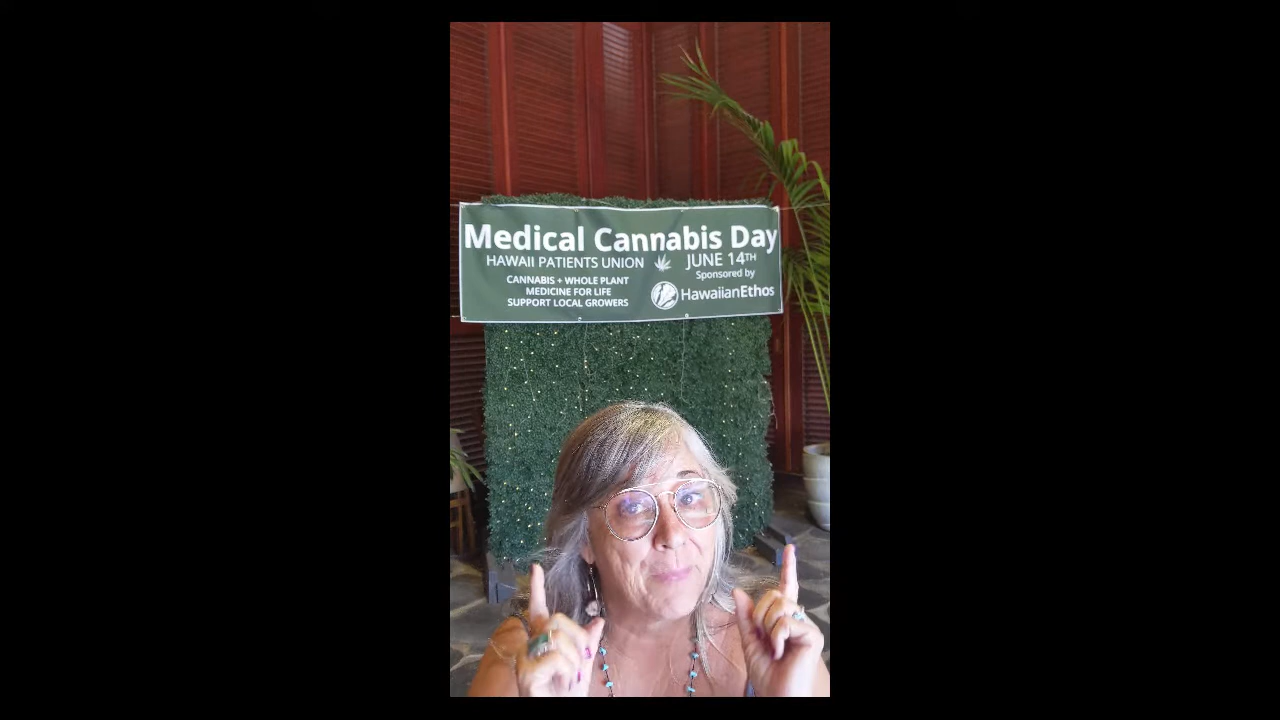 Medical Cannabis Day
HAWAII PATIENTS UNION
JUNE 14TH
CANNABIS + WHOLE PLANT
MEDICINE FOR LIFE
SUPPORT LOCAL GROWERS
Sponsored by
HawaiianEthos